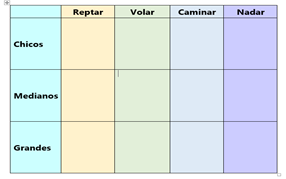 Reptar Volar Caminar Nadar
Chicos
Medianos
Grandes